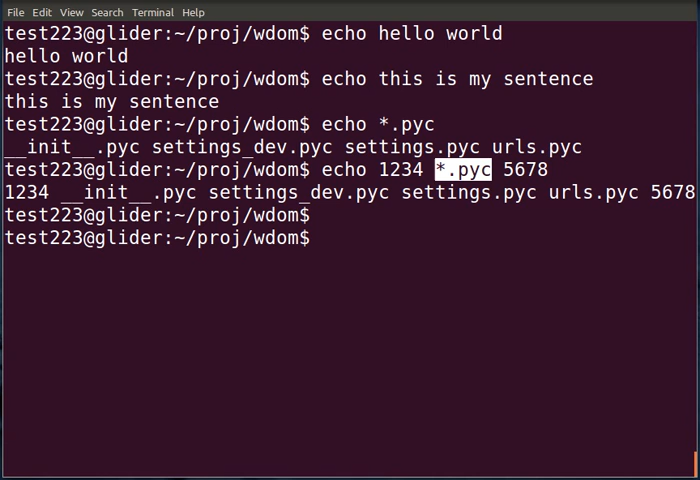 File Edit View Search Terminal Help
test223@glider:~/proj/wdom$ echo hello world
hello world
test223@glider:~/proj/wdom$ echo this is my sentence
this is my sentence
test223@glider:~/proj/wdom$ echo *.pyc
__init__.pyc settings_dev.pyc settings.pyc urls.pyc
test223@glider:~/proj/wdom$ echo 1234 *.pyc 5678
1234 __init__.pyc settings_dev.pyc settings.pyc urls.pyc 5678
test223@glider:~/proj/wdom$
test223@glider:~/proj/wdom$